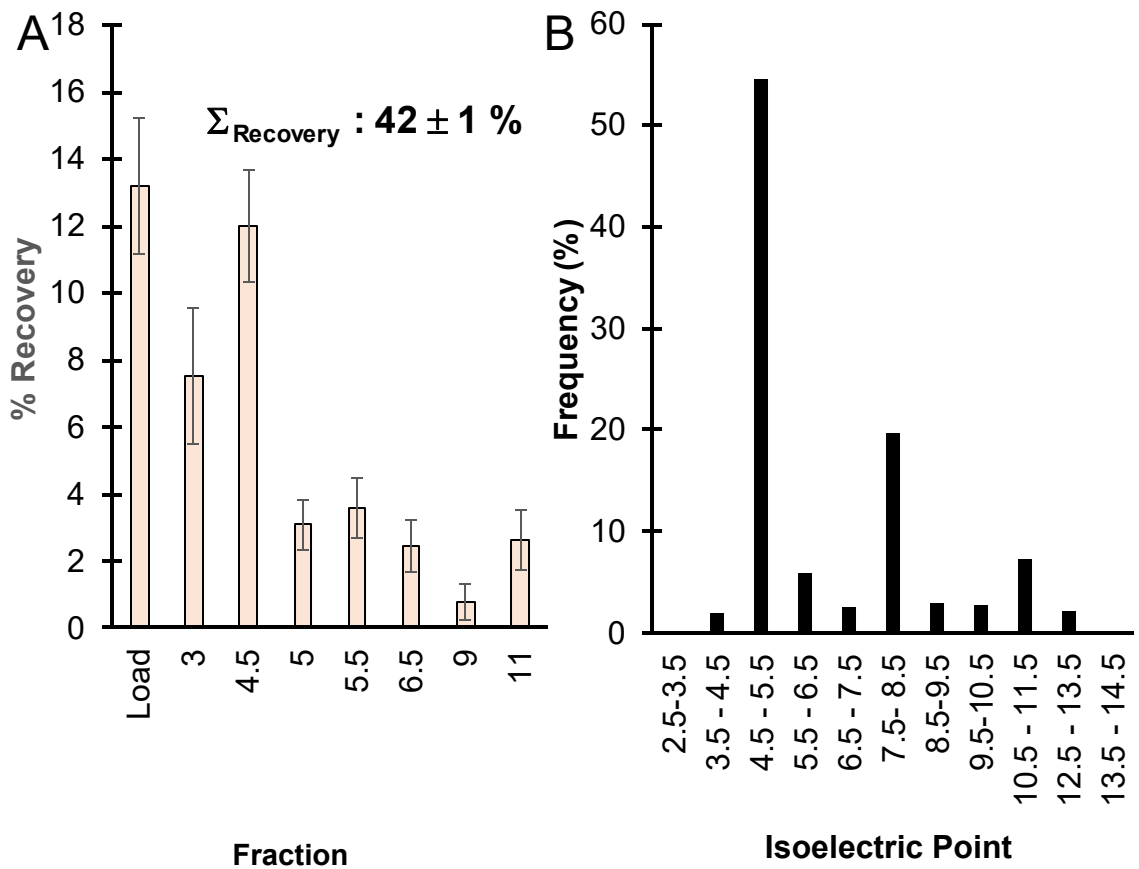 A
18
16
14
12
10
8
6
4
2
0
% Recovery
Σ Recovery : 42 ± 1 %
Load
3
4.5
5
5.5
6.5
9
11
Fraction
B
60
50
40
30
20
10
0
Frequency (%)
2.5-3.5
3.5 - 4.5
4.5 - 5.5
5.5 - 6.5
6.5 - 7.5
7.5- 8.5
8.5-9.5
9.5-10.5
10.5 - 11.5
12.5 - 13.5
13.5 - 14.5
Isoelectric Point